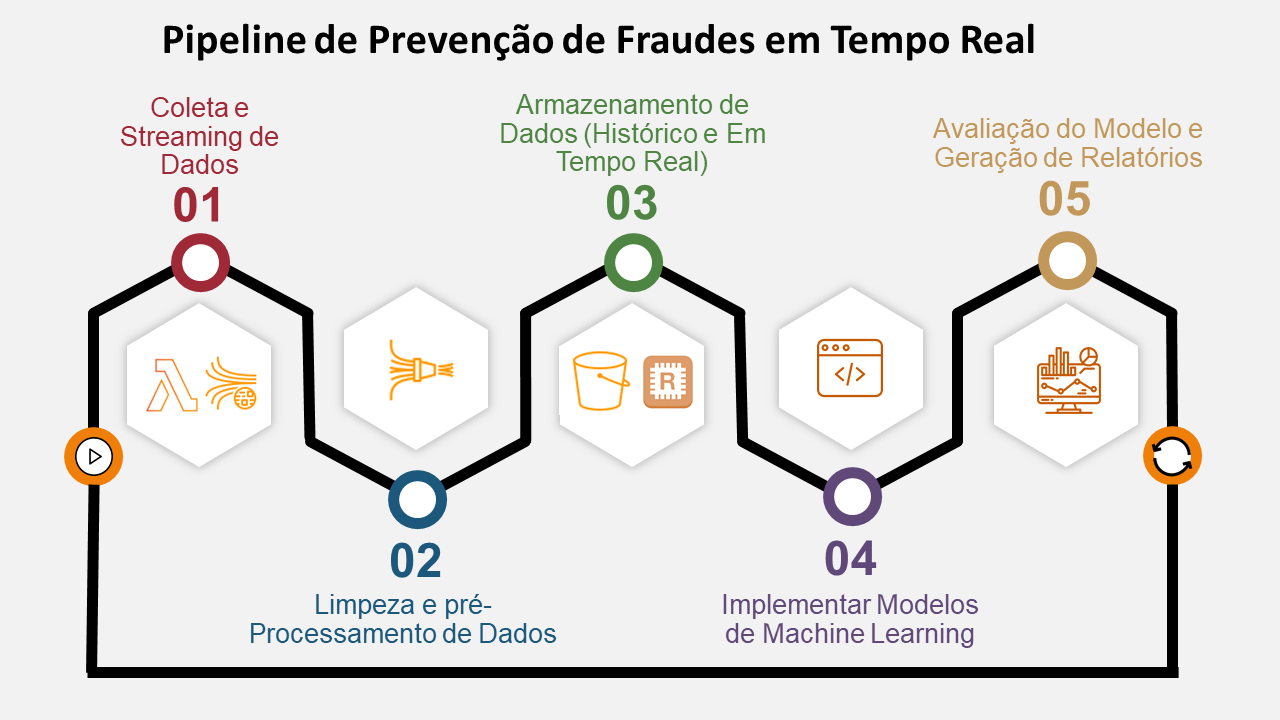 Pipeline de Prevenção de Fraudes em Tempo Real
Coleta e
Streaming de
Dados
01
Armazenamento de
Dados (Histórico e Em
Tempo Real)
03
Avaliação do Modelo e
Geração de Relatórios
05
R
02
Limpeza e pré-
Processamento de Dados
04
Implementar Modelos
de Machine Learning